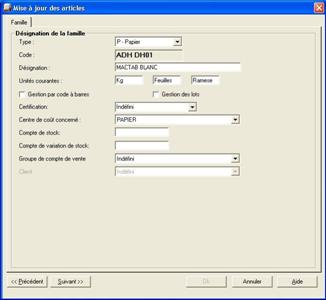 Mise à jour des articles
Famille
Désignation de la famille
Type : P - Papier
Code : ADH DH01
Désignation : MACTAB BLANC
Unités courantes : Kg Feuilles Ramese
Gestion par code à barres Gestion des lots
Certification: Indéfini
Centre de coût concerné : PAPIER
Compte de stock:
Compte de variation de stock:
Groupe de compte de vente Indéfini
Client Indéfini
<< Précédent Suivant >> Ok Annuler Aide